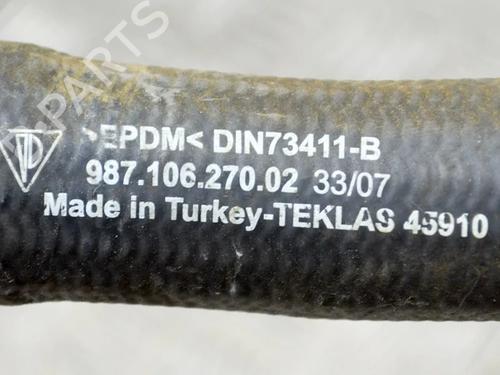 >EPDM< DIN73411-B
987.106.270.02 33/07
Made in Turkey-TEKLAS 45910